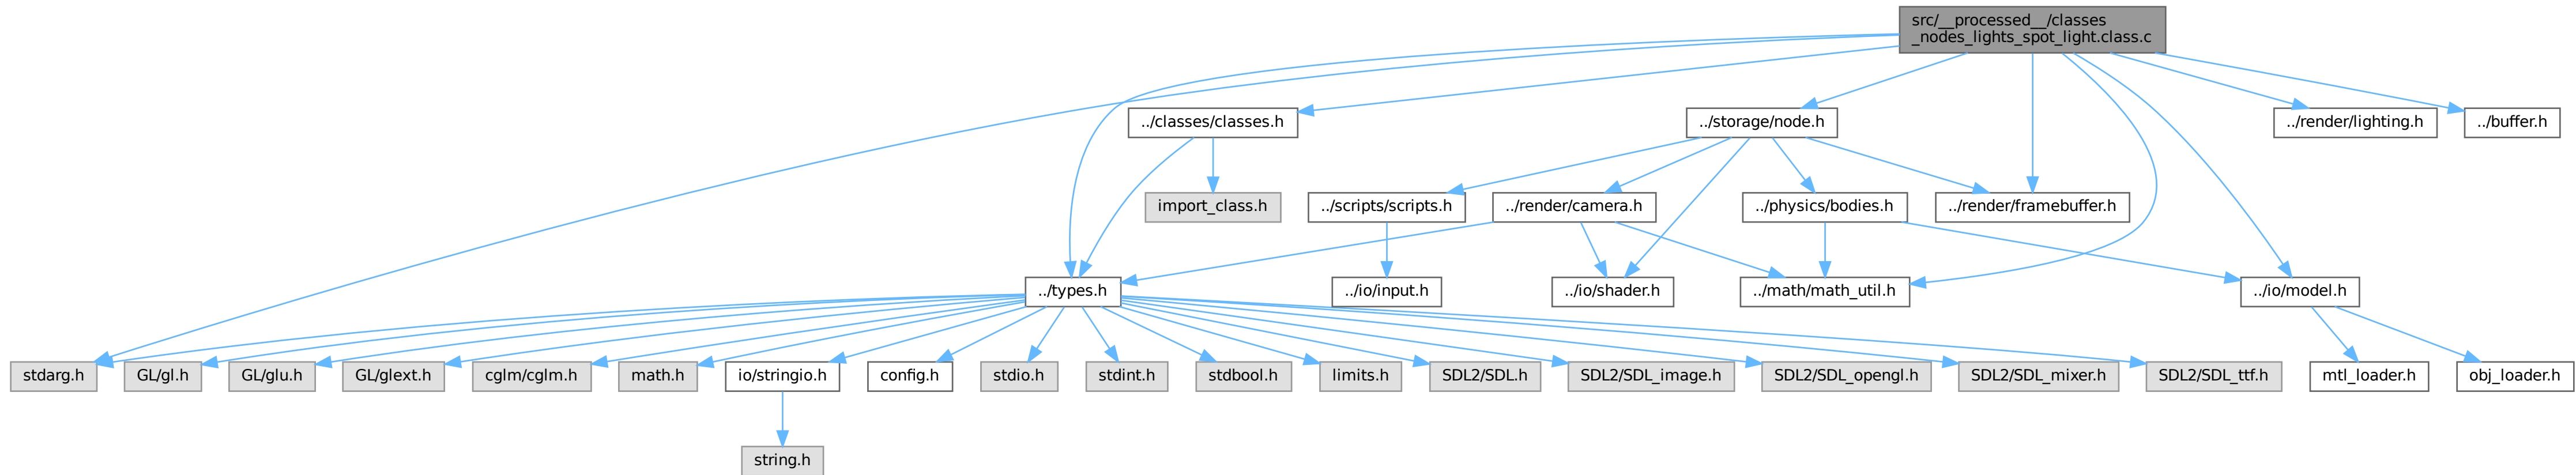 src/__processed__/classes
_nodes_lights_spot_light.class.c
../classes/classes.h
../storage/node.h
../render/lighting.h
../buffer.h
import_class.h
../scripts/scripts.h
../render/camera.h
../physics/bodies.h
../render/framebuffer.h
../types.h
../io/input.h
../io/shader.h
../math/math_util.h
../io/model.h
stdarg.h
GL/gl.h
GL/glu.h
GL/glext.h
cglm/cglm.h
math.h
io/stringio.h
config.h
stdio.h
stdint.h
stdbool.h
limits.h
SDL2/SDL.h
SDL2/SDL_image.h
SDL2/SDL_opengl.h
SDL2/SDL_mixer.h
SDL2/SDL_ttf.h
mtl_loader.h
obj_loader.h
string.h